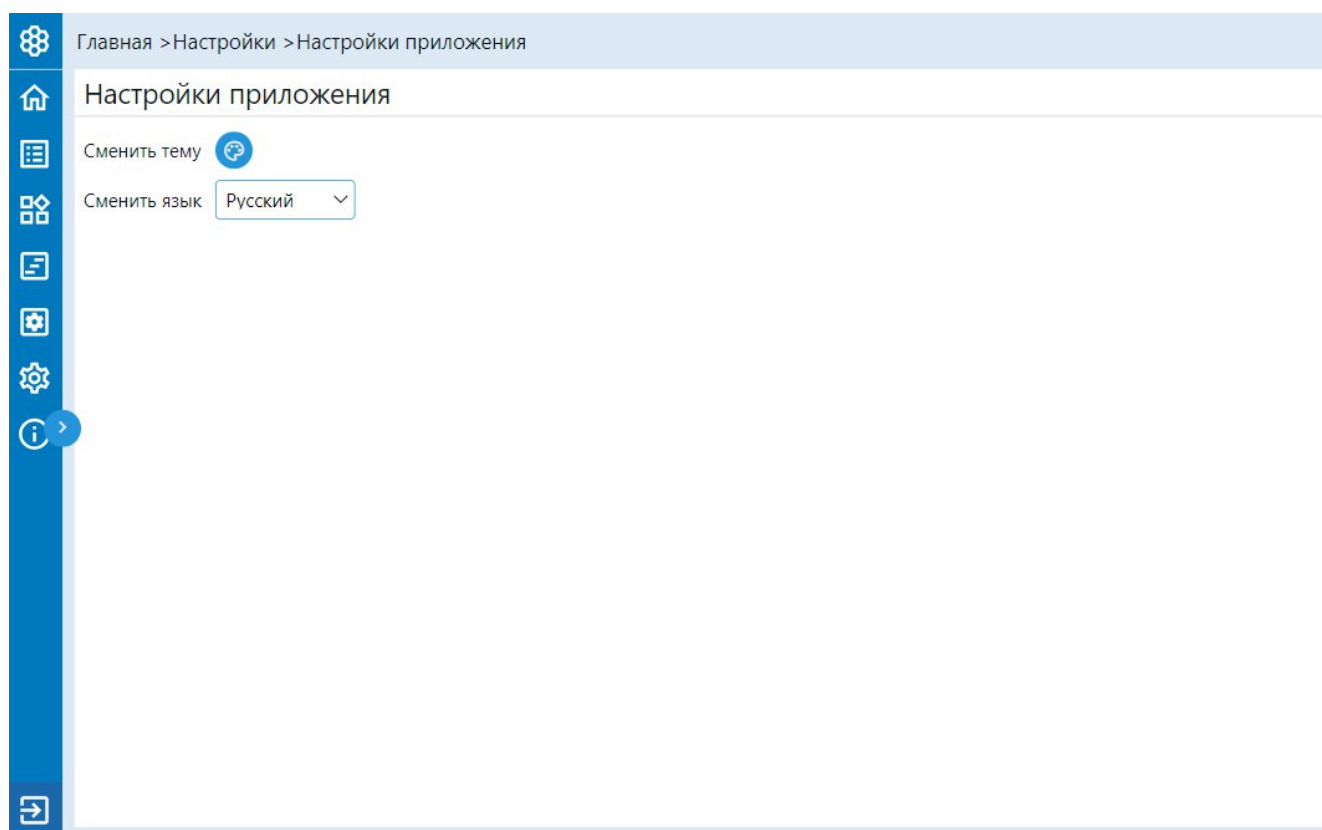 Главная >Настройки >Настройки приложения
Настройки приложения
Сменить тему
Сменить язык Русский